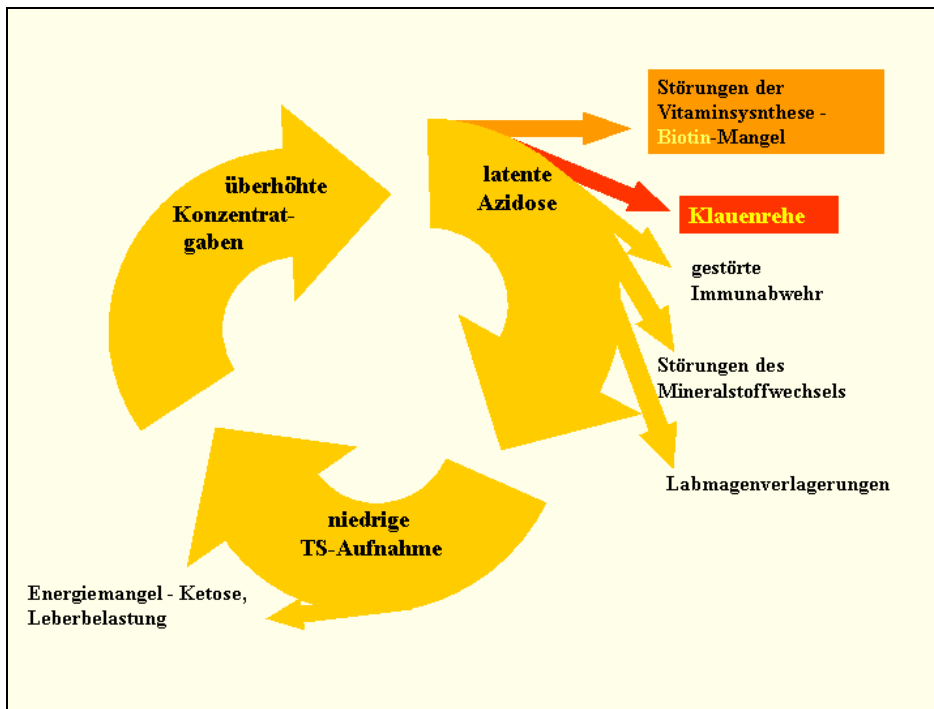 Störungen der
Vitaminsysnthese -
Biotin-Mangel
überhöhte
Konzentrat-
gaben
latente
Azidose
Klauenrehe
gestörte
Immunabwehr
Störungen des
Mineralstoffwechsels
Labmagenverlagerungen
niedrige
TS-Aufnahme
Energiemangel - Ketose,
Leberbelastung